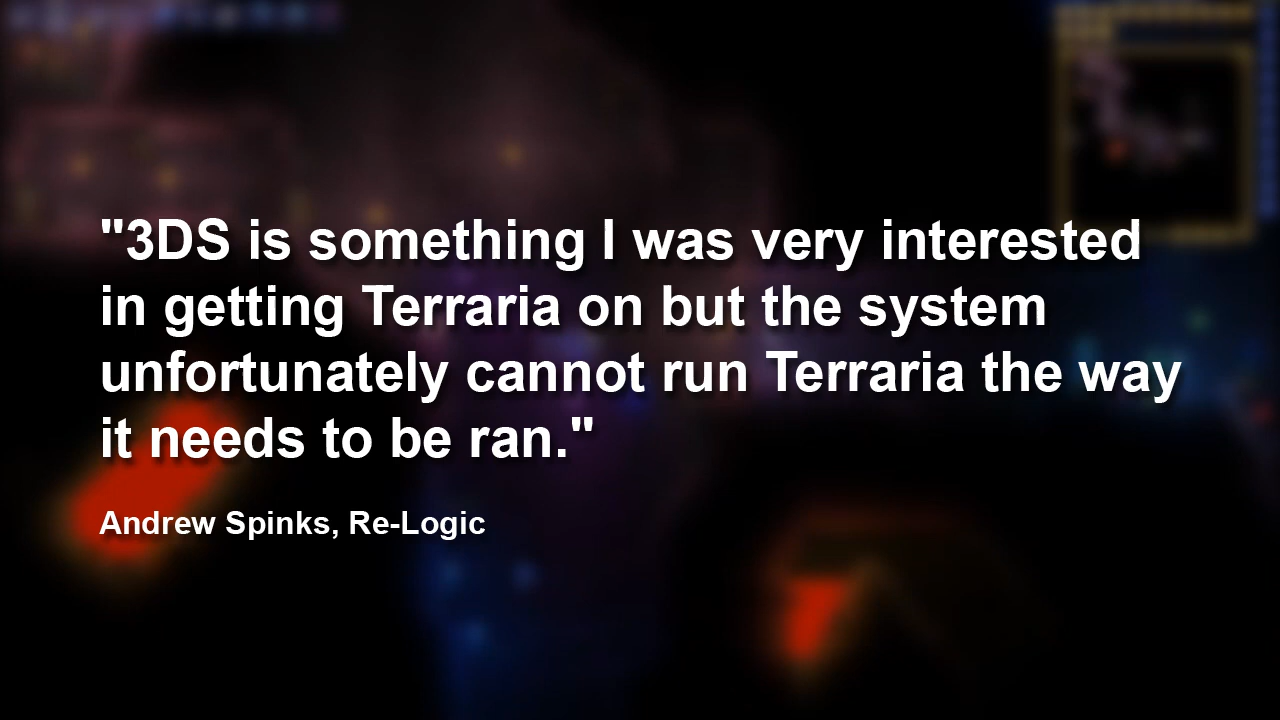 "3DS is something I was very interested
in getting Terraria on but the system
unfortunately cannot run Terraria the way
it needs to be ran."
Andrew Spinks, Re-Logic